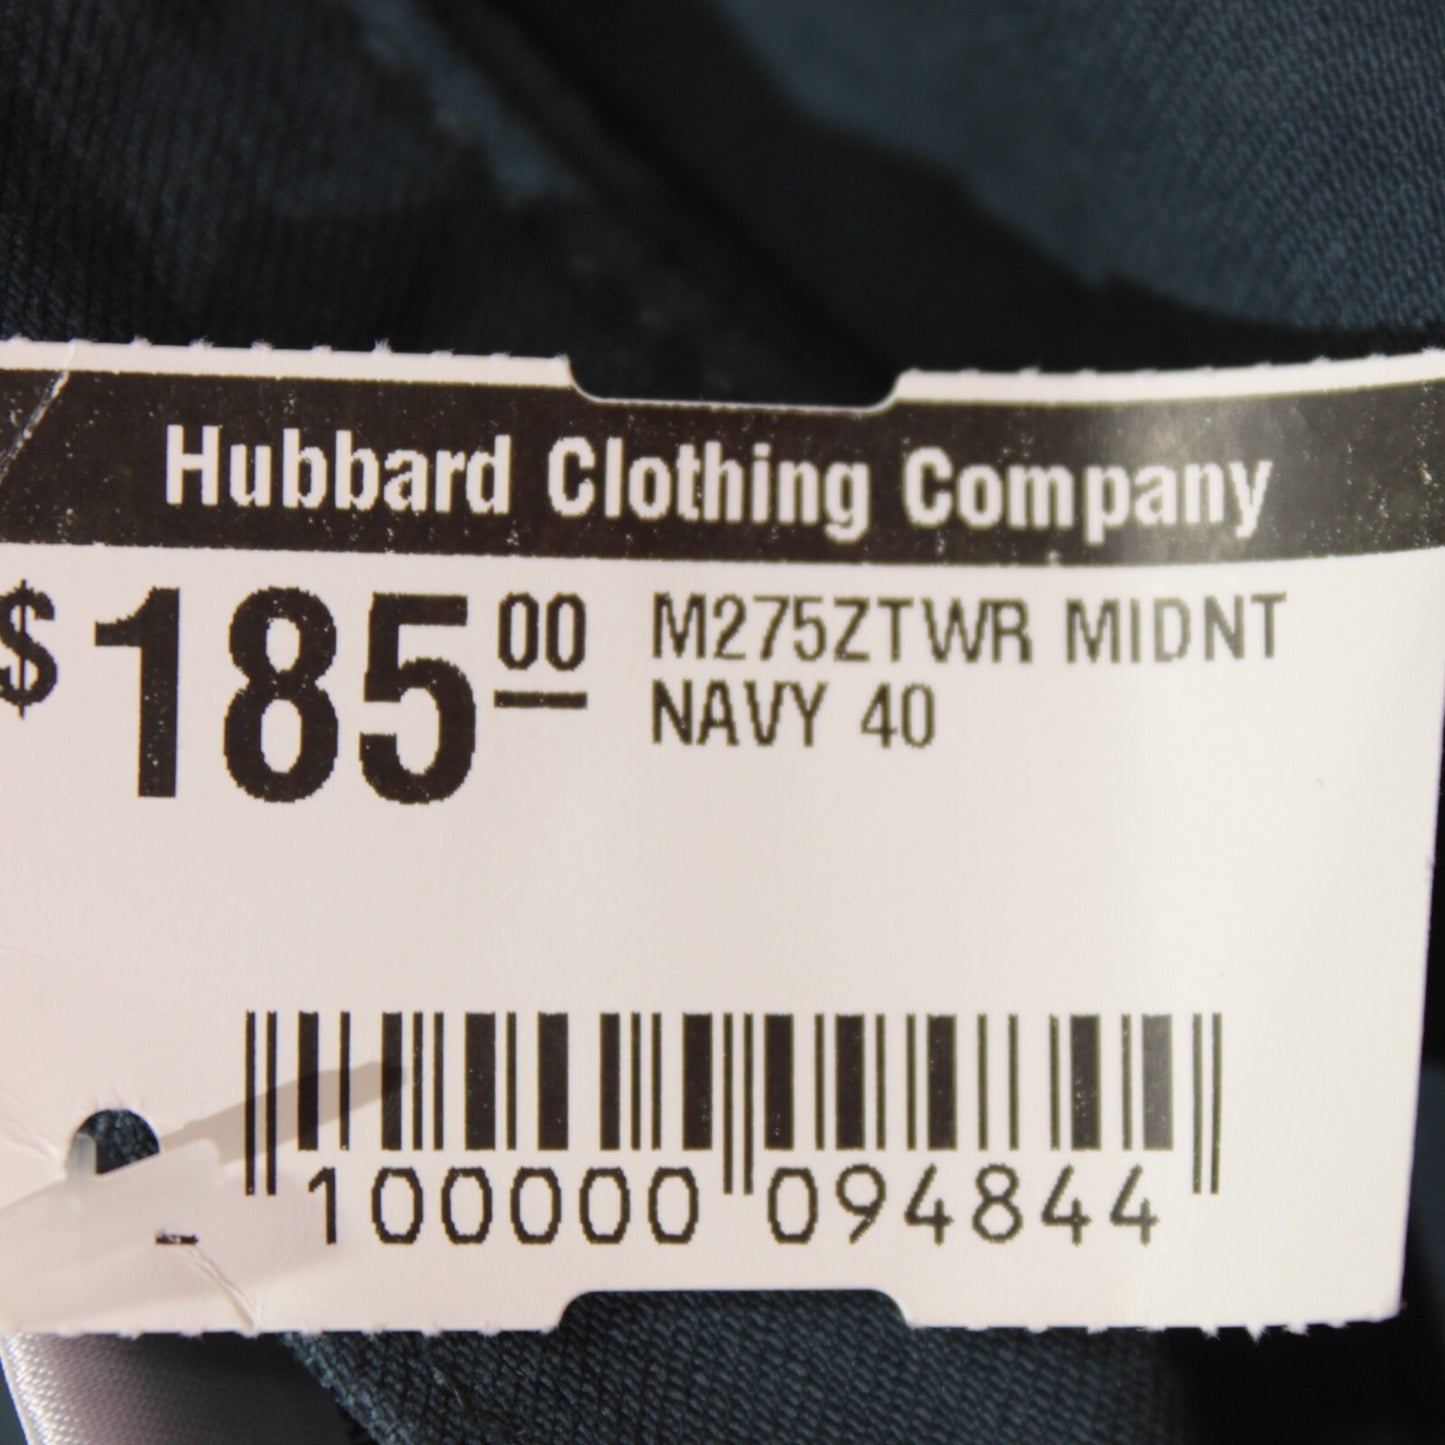 Hubbard Clothing Company
$185.00 M275ZTWR MIDNT
NAVY 40
100000 094844